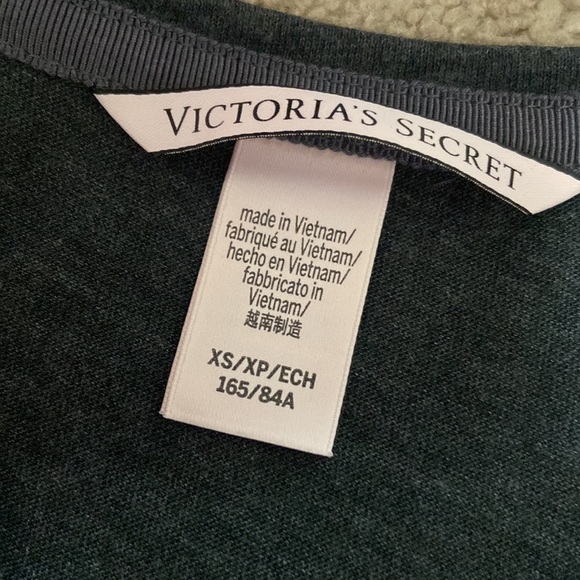 VICTORIA'S SECRET
made in Vietnam/
fabriqué au Vietnam/
hecho en Vietnam/
fabbricato in
Vietnam/
越南制造
XS/XP/ECH
165/84A